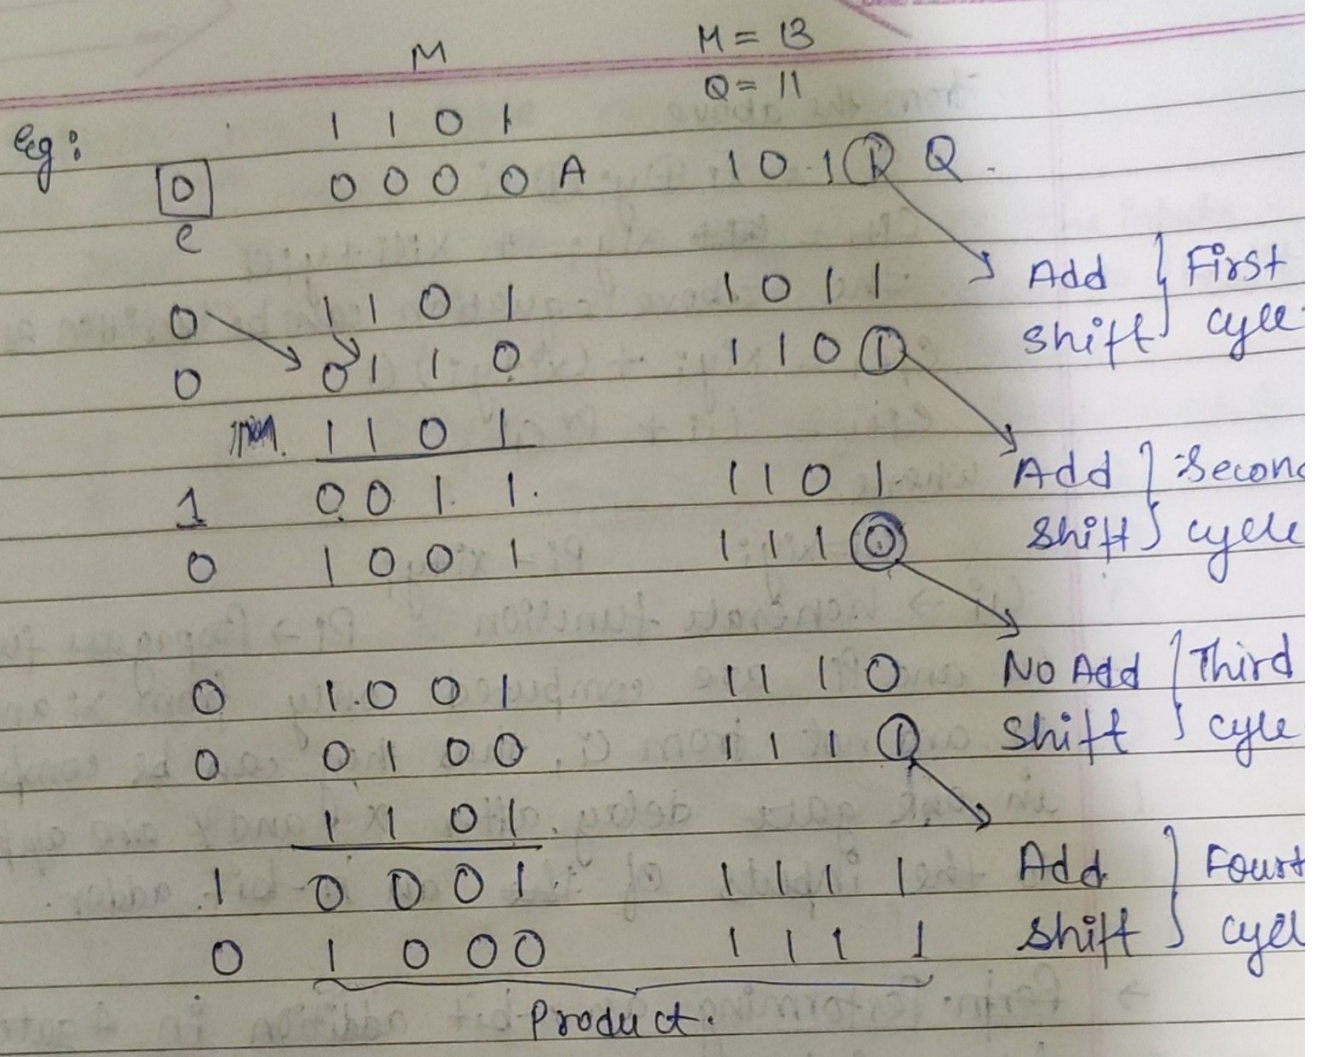 M M = 13
Q = 11
eg: 1 1 0 1
0 0 0 0 0 A 1 0 1 1 Q
C
0 1 1 0 1 1 0 1 1 Add } First
0 0 1 1 0 1 1 0 1 Shift cycle
1 1 0 1
1 0 0 1 1 1 1 0 1 Add } Second
0 1 0 0 1 1 1 1 0 Shift cycle
0 1 0 0 1 1 1 1 0 No Add } Third
0 0 1 0 0 1 1 1 1 Shift cycle
1 1 0 1
1 0 0 0 1 1 1 1 1 Add } Fourt
0 1 0 0 0 1 1 1 1 Shift cycl
Product.